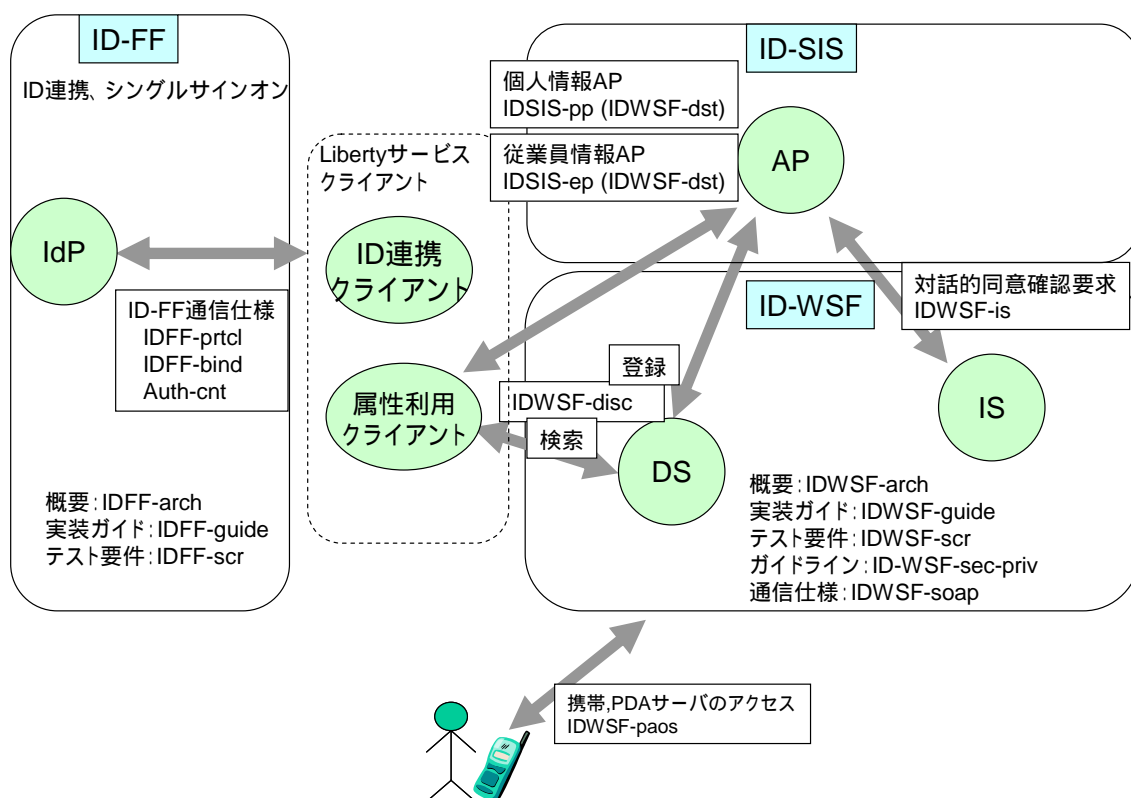 ID-FF
ID連携、シングルサインオン
IdP
ID-FF通信仕様
IDFF-prtcl
IDFF-bind
Auth-cnt
概要：IDFF-arch
実装ガイド：IDFF-guide
テスト要件：IDFF-scr
Libertyサービス
クライアント
ID連携
クライアント
属性利用
クライアント
ID-SIS
個人情報AP
IDSIS-pp (IDWSF-dst)
従業員情報AP
IDSIS-ep (IDWSF-dst)
AP
ID-WSF
対話的同意確認要求
IDWSF-is
登録
IDWSF-disc
検索
DS
IS
概要：IDWSF-arch
実装ガイド：IDWSF-guide
テスト要件：IDWSF-scr
ガイドライン：ID-WSF-sec-priv
通信仕様：IDWSF-soap
携帯,PDAサーバのアクセス
IDWSF-paos